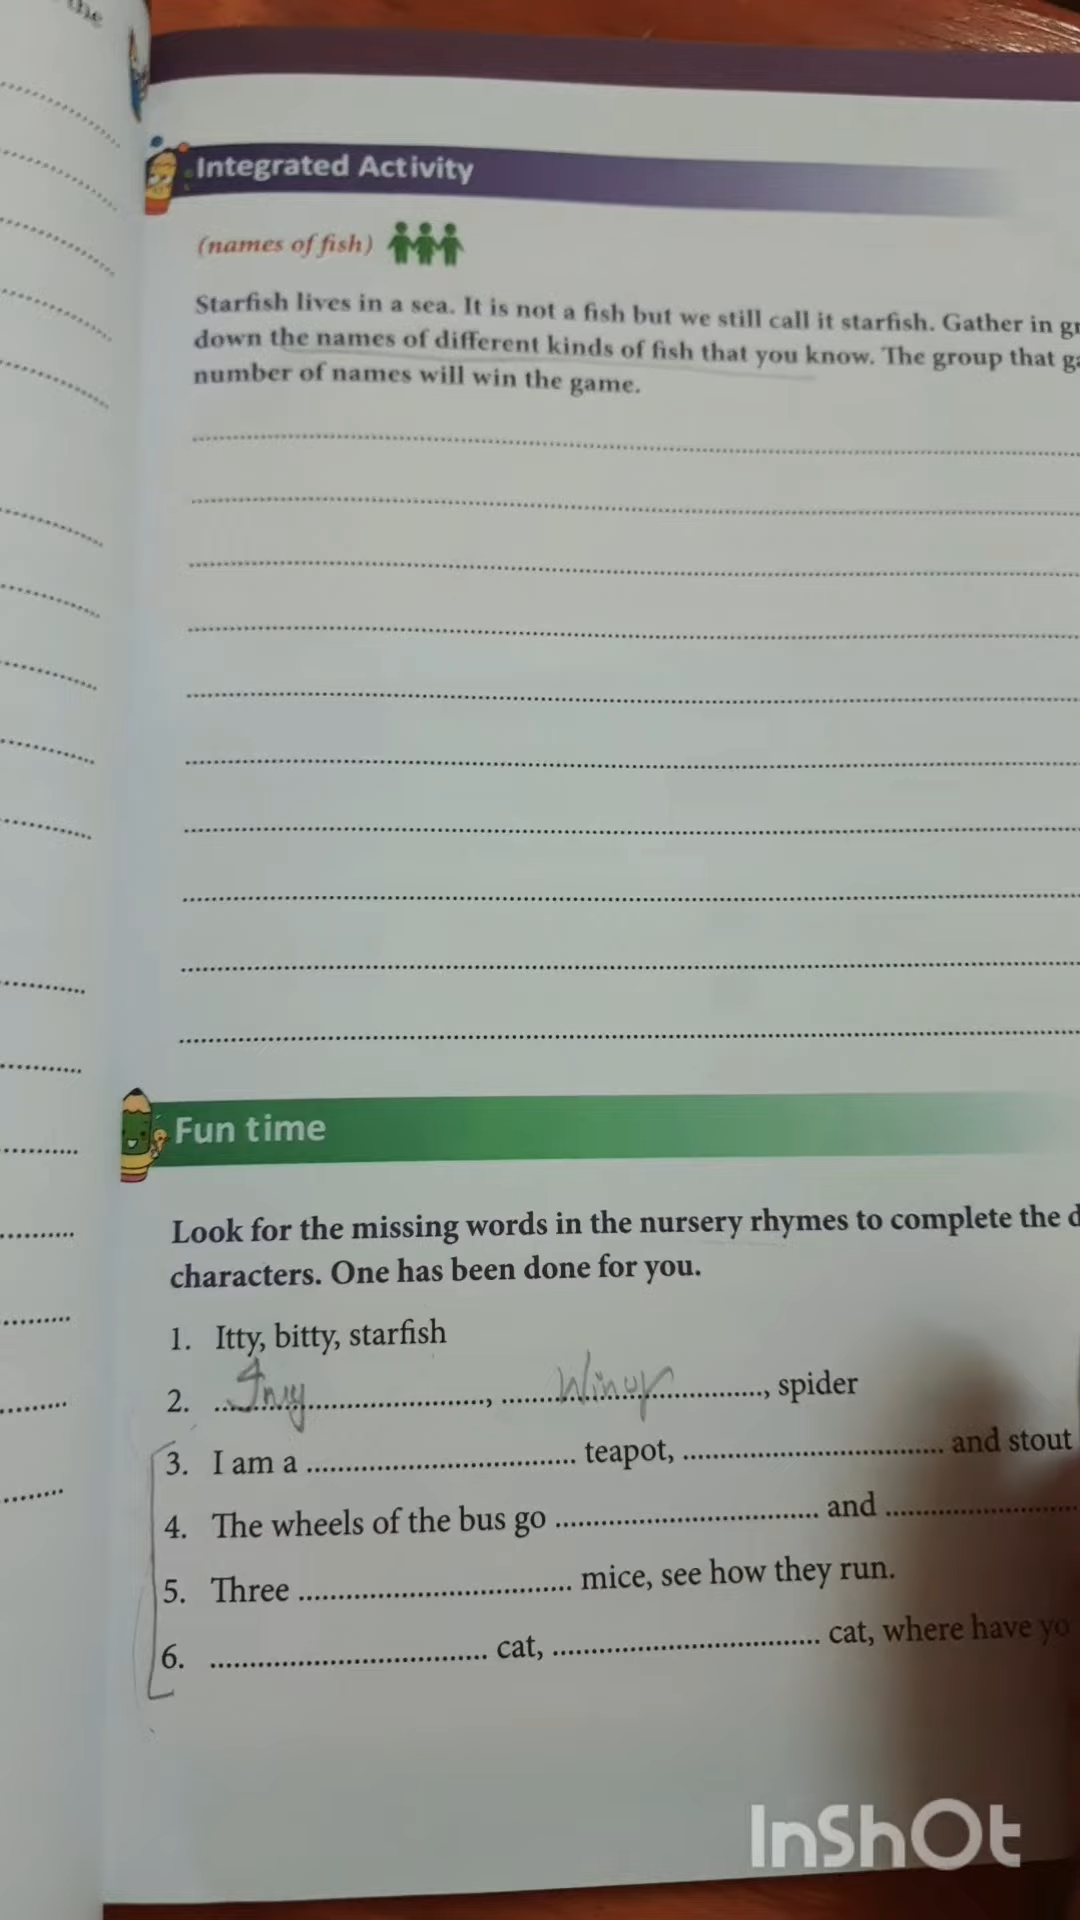 the
Integrated Activity
(names of fish)
Starfish lives in a sea. It is not a fish but we still call it starfish. Gather in gr
down the names of different kinds of fish that you know. The group that ga
number of names will win the game.
Fun time
Look for the missing words in the nursery rhymes to complete the d
characters. One has been done for you.
1. Itty, bitty, starfish
2. ...................., ...................., spider
3. I am a .................... teapot, .................... and stout
4. The wheels of the bus go .................... and ....................
5. Three .................... mice, see how they run.
6. .................... cat, .................... cat, where have yo
InShOt